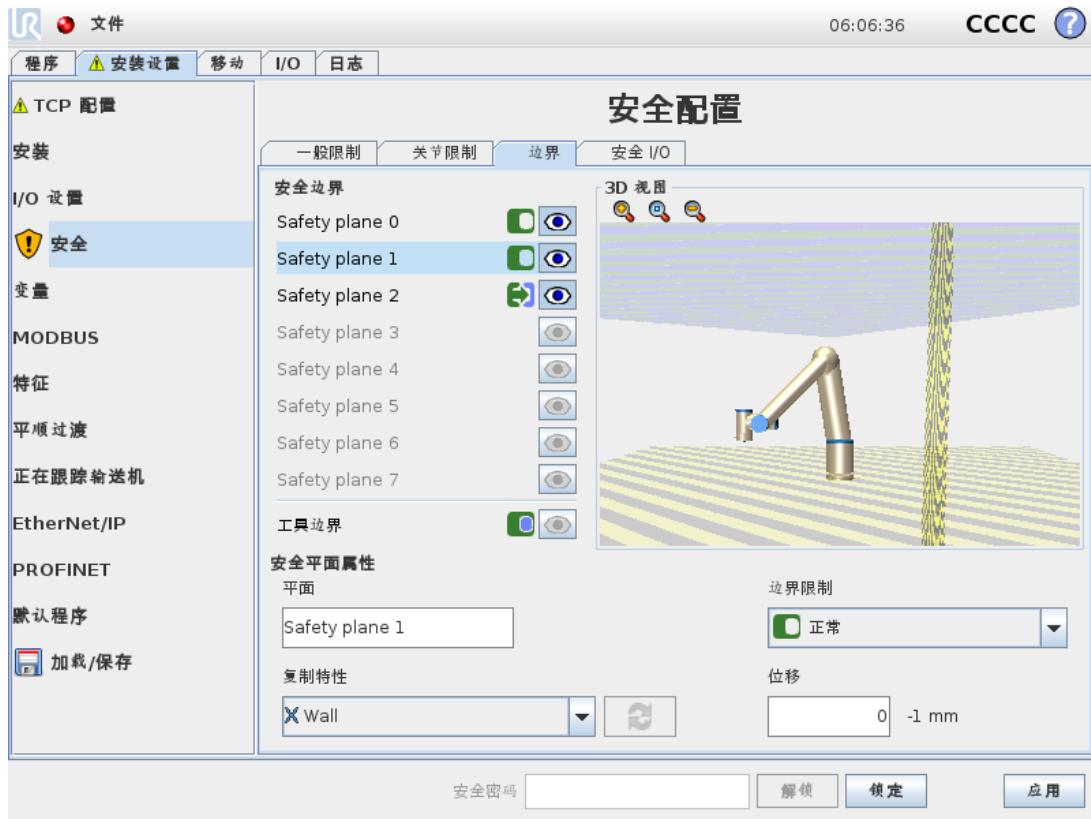 UR 文件 06:06:36 CCCC ?
程序 安装设置 移动 I/O 日志
TCP 配置
安装
I/O 设置
安全
变量
MODBUS
特征
平顺过渡
正在跟踪输送机
EtherNet/IP
PROFINET
默认程序
加载/保存
安全配置
一般限制 关节限制 边界 安全 I/O
安全边界
Safety plane 0
Safety plane 1
Safety plane 2
Safety plane 3
Safety plane 4
Safety plane 5
Safety plane 6
Safety plane 7
工具边界
3D 视图
安全平面属性
平面
Safety plane 1
边界限制
正常
复制特性
Wall
位移
0 -1 mm
安全密码 解锁 锁定 应用